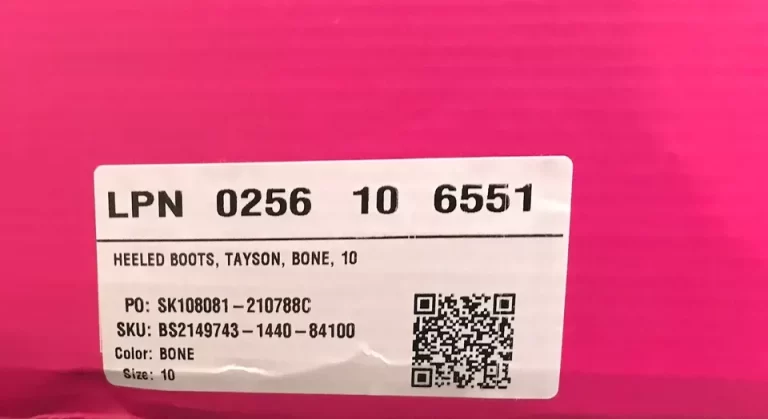 LPN 0256 10 6551
HEELED BOOTS, TAYSON, BONE, 10
PO: SK108081-210788C
SKU: BS2149743-1440-84100
Color: BONE
Size: 10